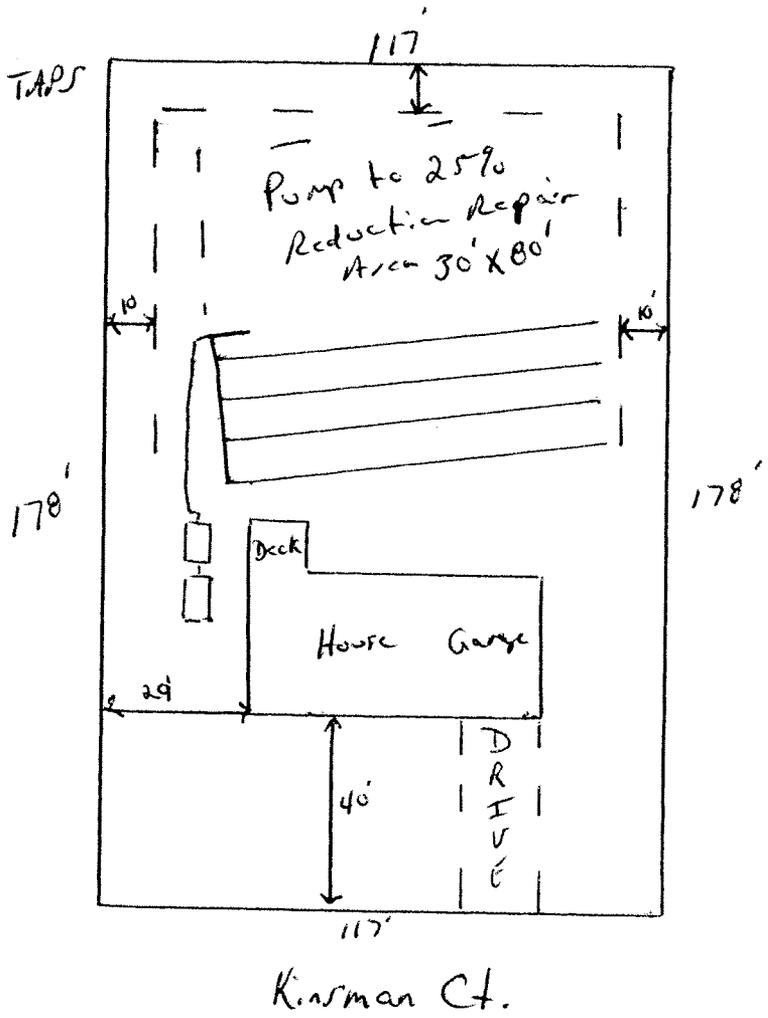 117'
TAPS
Pump to 25%
Reduction Repair
Area 30' X 80'
10
10'
178'
178'
Deck
House Garage
29'
DRIVE
40'
117'
Kinsman Ct.